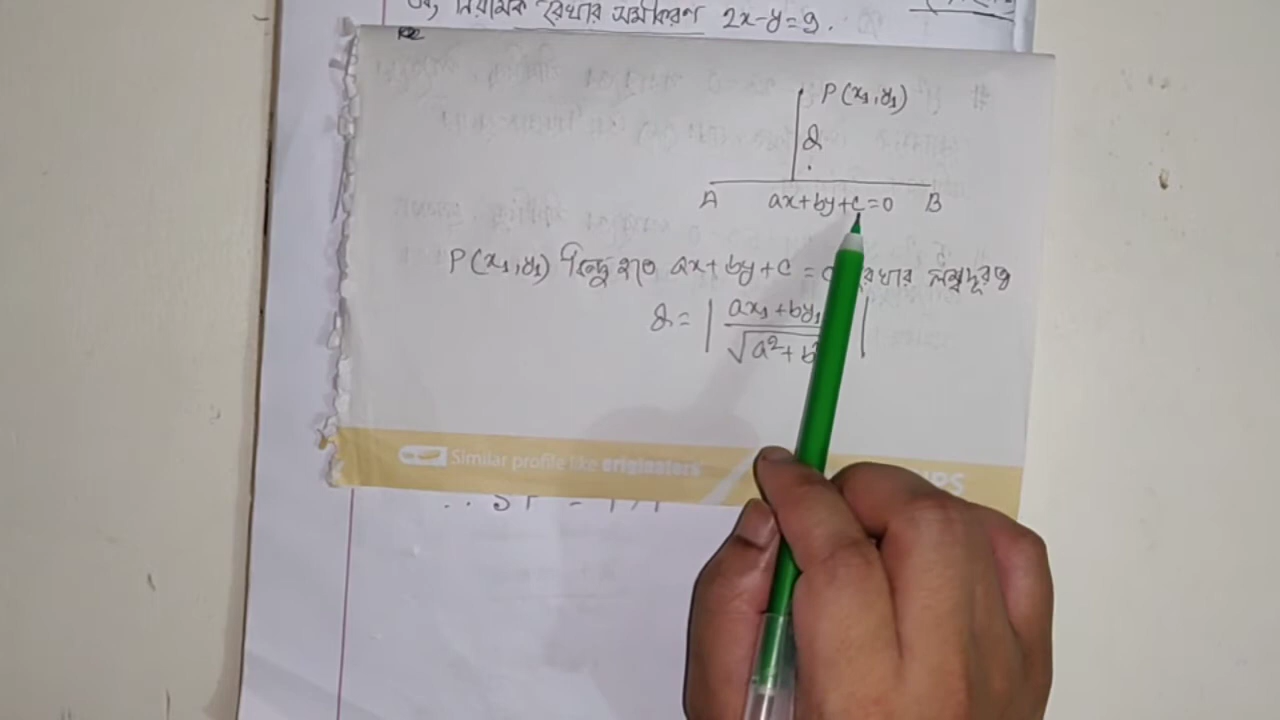 নিয়ামক রেখার সমীকরণ 2x-y=9.
P(x₁,y₁)
d
A ax+by+c=0 B
P(x₁,y₁) বিন্দু হতে ax+by+c = রেখার লম্বদূরত্ব
d = | ax₁+by₁
√a²+b |
Similar profile like originators